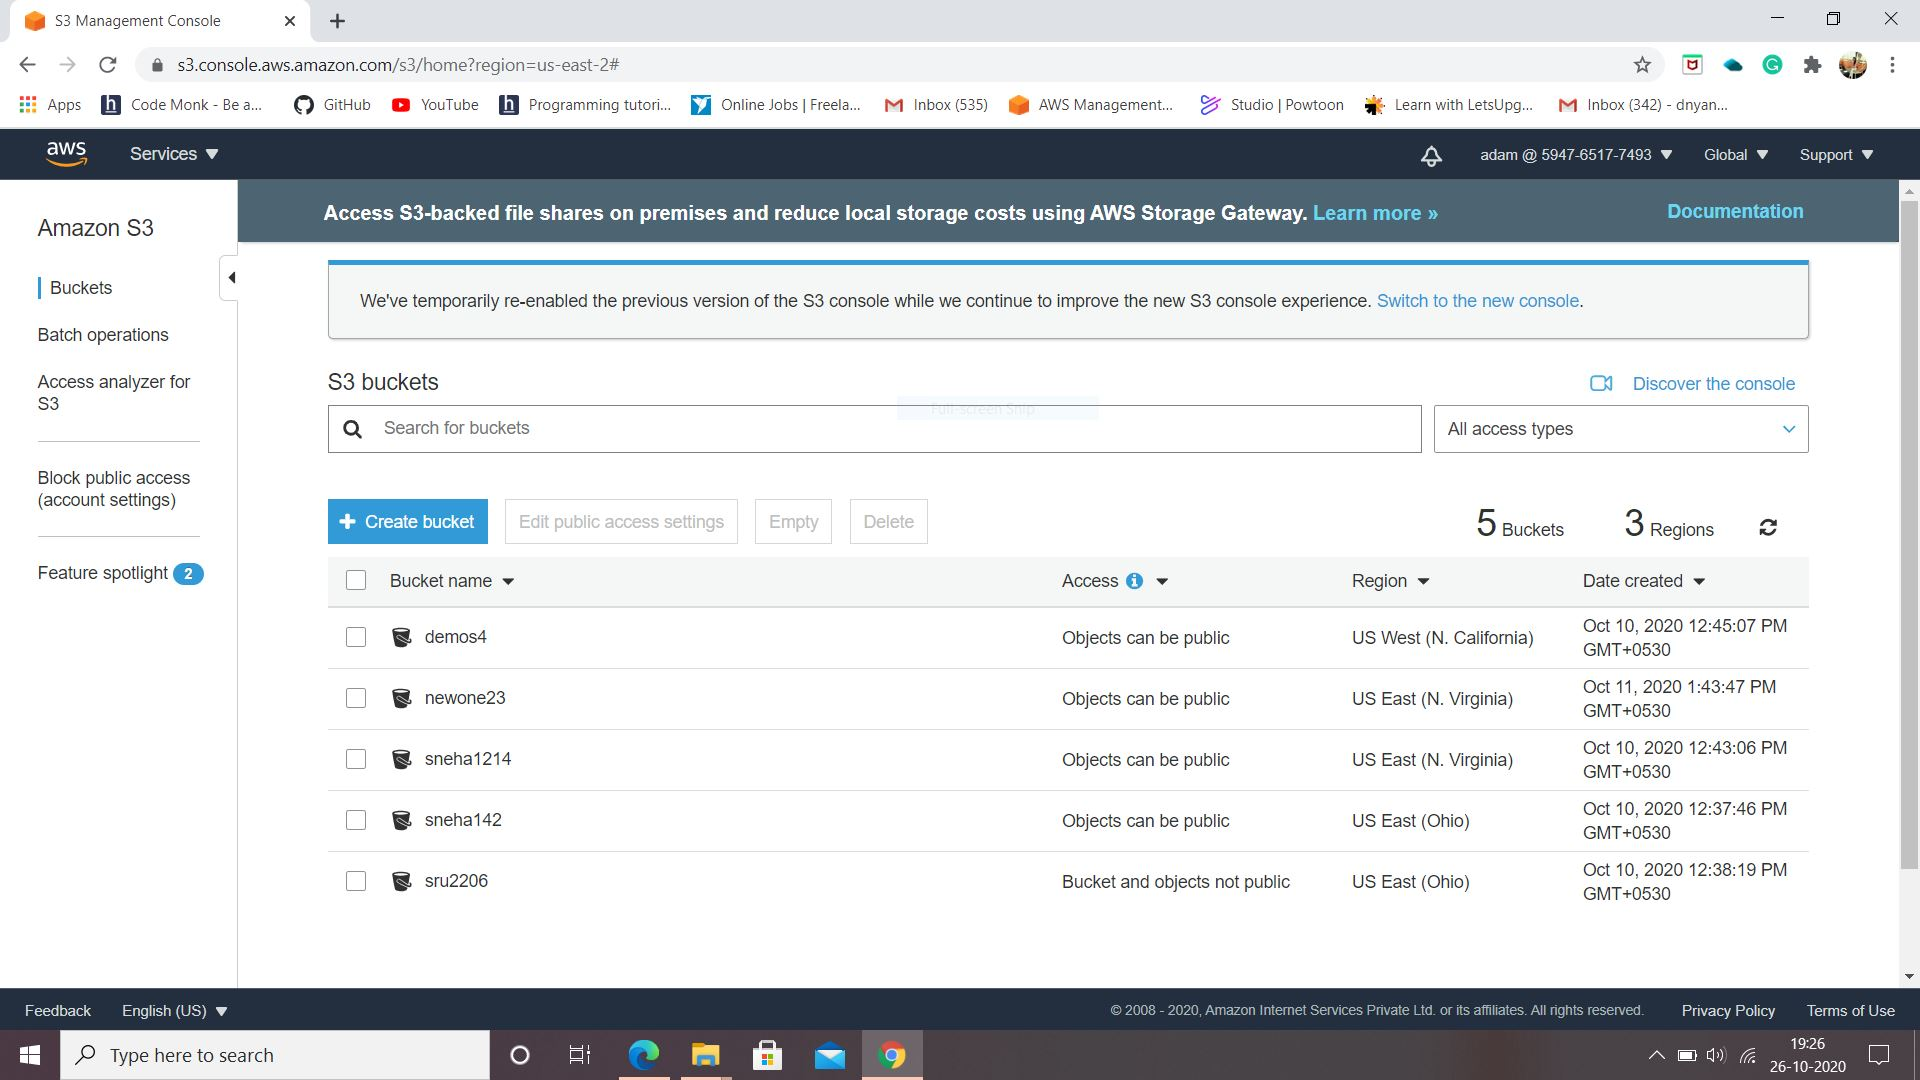 S3 Management Console
s3.console.aws.amazon.com/s3/home?region=us-east-2#
Apps
Code Monk - Be a...
GitHub
YouTube
Programming tutori...
Online Jobs | Freela...
Inbox (535)
AWS Management...
Studio | Powtoon
Learn with LetsUpg...
Inbox (342) - dnyan...
aws
Services
adam @ 5947-6517-7493
Global
Support
Amazon S3
Buckets
Batch operations
Access analyzer for
S3
Block public access
(account settings)
Feature spotlight 2
Access S3-backed file shares on premises and reduce local storage costs using AWS Storage Gateway. Learn more »
Documentation
We've temporarily re-enabled the previous version of the S3 console while we continue to improve the new S3 console experience. Switch to the new console.
S3 buckets
Discover the console
Full-screen Snip
Search for buckets
All access types
Create bucket
Edit public access settings
Empty
Delete
5 Buckets
3 Regions
Bucket name
Access
Region
Date created
demos4
Objects can be public
US West (N. California)
Oct 10, 2020 12:45:07 PM
GMT+0530
newone23
Objects can be public
US East (N. Virginia)
Oct 11, 2020 1:43:47 PM
GMT+0530
sneha1214
Objects can be public
US East (N. Virginia)
Oct 10, 2020 12:43:06 PM
GMT+0530
sneha142
Objects can be public
US East (Ohio)
Oct 10, 2020 12:37:46 PM
GMT+0530
sru2206
Bucket and objects not public
US East (Ohio)
Oct 10, 2020 12:38:19 PM
GMT+0530
Feedback
English (US)
© 2008 - 2020, Amazon Internet Services Private Ltd. or its affiliates. All rights reserved.
Privacy Policy
Terms of Use
Type here to search
19:26
26-10-2020